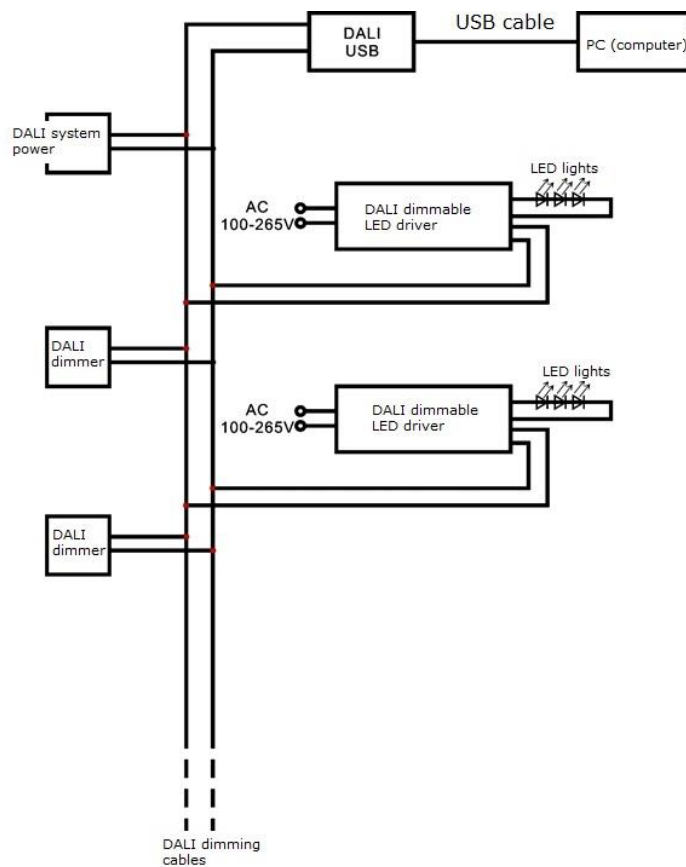 DALI
USB
USB cable
PC (computer)
DALI system
power
LED lights
AC
100-265V
DALI dimmable
LED driver
DALI
dimmer
LED lights
AC
100-265V
DALI dimmable
LED driver
DALI
dimmer
DALI dimming
cables